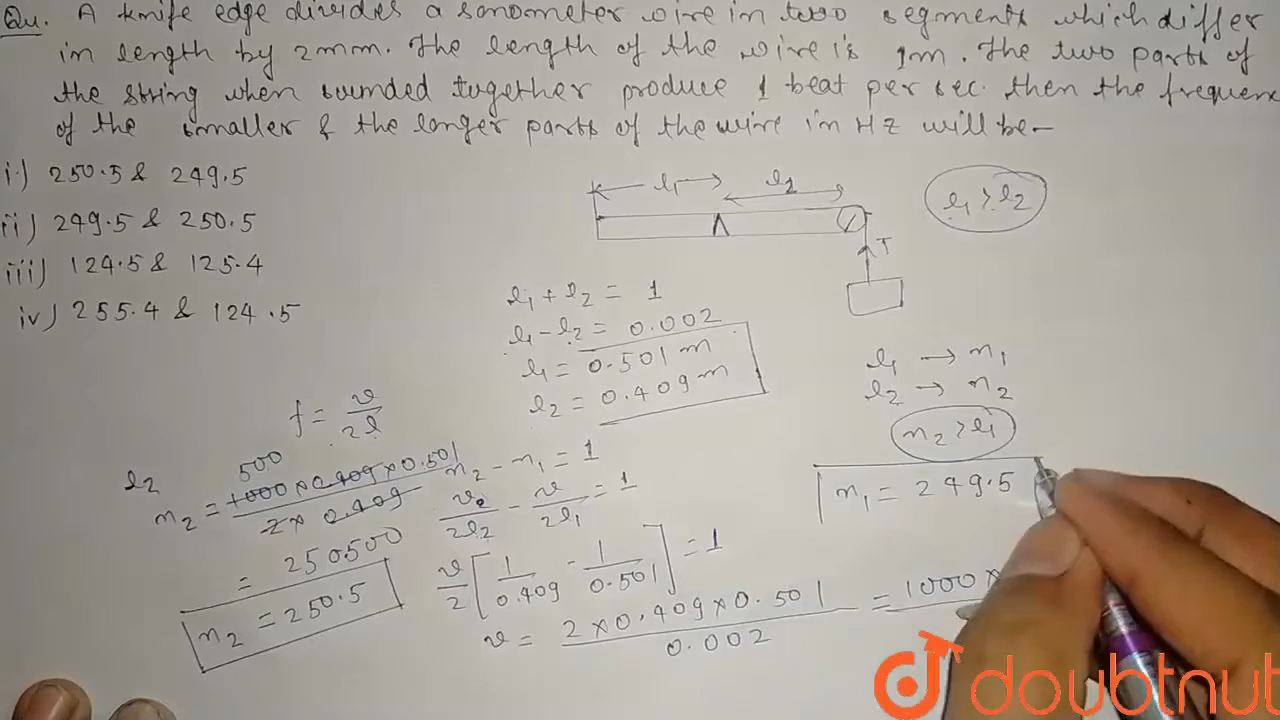 Qu. A knife edge divides a sonometer wire in two segments which differ
in length by 2mm. The length of the wire is 1m. The two parts of
the string when sounded together produce 1 beat per sec. then the frequen
of the smaller & the longer parts of the wire in HZ will be—
i) 250.5 & 249.5
ii) 249.5 & 250.5
iii) 124.5 & 125.4
iv) 255.4 & 124.5
l1 l2
l1 > l2
T
l1 + l2 = 1
l1 - l2 = 0.002
l1 = 0.501 m
l2 = 0.409 m
l1 → n1
l2 → n2
n2 > l1
n1 = 249.5
f = v/2l
l2
500
n2 = 1000 × 0.409 × 0.501 / 2 × 0.409
= 250.500
n2 = 250.5
n2 - n1 = 1
v/2l2 - v/2l1 = 1
v/2 [1/0.409 - 1/0.501] = 1
v = 2 × 0.409 × 0.501 / 0.002 = 1000 ×
doubtnut